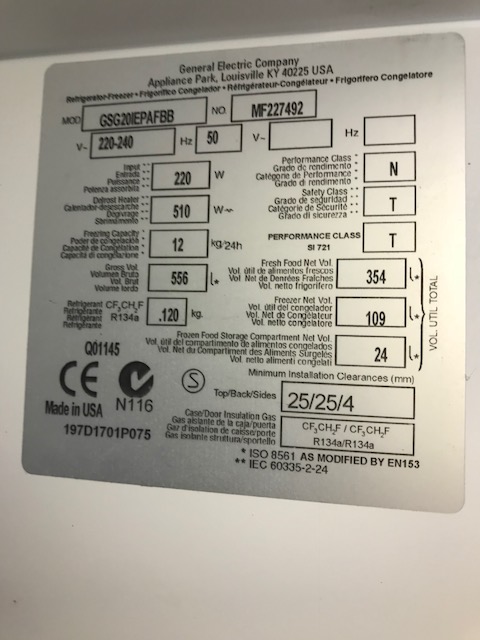 General Electric Company
Appliance Park, Louisville KY 40225 USA
Refrigerator-Freezer • Frigorifico Congelador • Réfrigérateur-Congélateur • Frigorifero Congelatore
MOD GSG20IEPAFBB NO. MF227492
V~ 220-240 Hz 50 V~ Hz
Input
Entrada
Puissance
Potenza assorbita
220 W
Performance Class
Grado de rendimiento
Catégorie de Performance
Grado di rendimento
N
Defrost Heater
Calentador-desescarche
Dégivrage
Sbrinamento
510 W~
Safety Class
Grado de seguridad
Catégorie de Sécurité
Grado di sicurezza
T
Freezing Capacity
Poder de congelación
Capacité de Congélation
Capacità di congelazione
12 kg/24h
PERFORMANCE CLASS
SI 721
T
Gross Vol.
Volumen Bruto
Vol. Brut
Volume lordo
556 l*
Fresh Food Net Vol.
Vol. útil de alimentos frescos
Vol. Net de Denrées Fraîches
Vol. netto frigorifero
354 l*
Refrigerant
Refrigerante
Réfrigérante
Refrigerante
CF3CH2F
R134a
.120 kg.
Freezer Net Vol.
Vol. útil del congelador
Vol. Net de Congélateur
Vol. netto congelatore
109 l*
VOL. UTIL TOTAL
Frozen Food Storage Compartment Net Vol.
Vol. útil del compartimento de alimentos congelados
Vol. Net du Compartiment des Aliments Surgelés
Vol. netto alimenti congelati
24 l*
Q01145
CE
N116
S
Made in USA
197D1701P075
Minimum Installation Clearances (mm)
Top/Back/Sides 25/25/4
Case/Door Insulation Gas
Gas aislante de la caja/puerta
Gaz d'isolation de caisse/porte
Gas isolante struttura/sportello
CF3CH2F / CF3CH2F
R134a/R134a
* ISO 8561 AS MODIFIED BY EN153
** IEC 60335-2-24